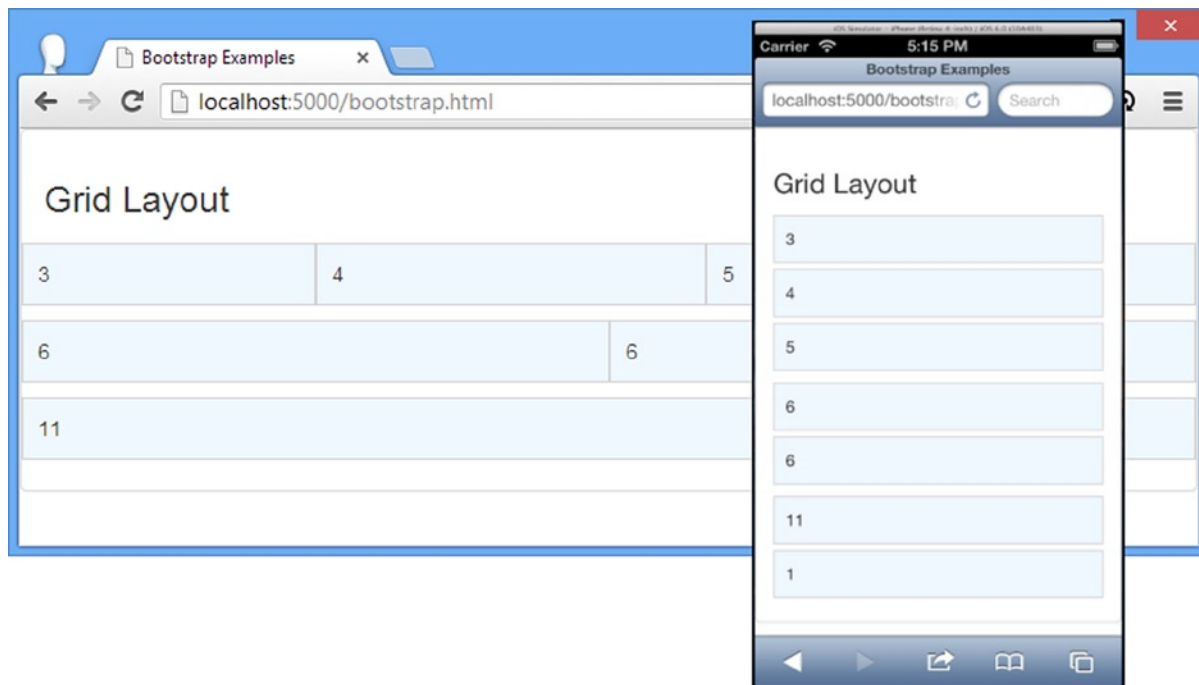 Bootstrap Examples
localhost:5000/bootstrap.html
Grid Layout
3 4 5
6 6
11
Carrier 5:15 PM
Bootstrap Examples
localhost:5000/bootstra
Search
Grid Layout
3
4
5
6
6
11
1